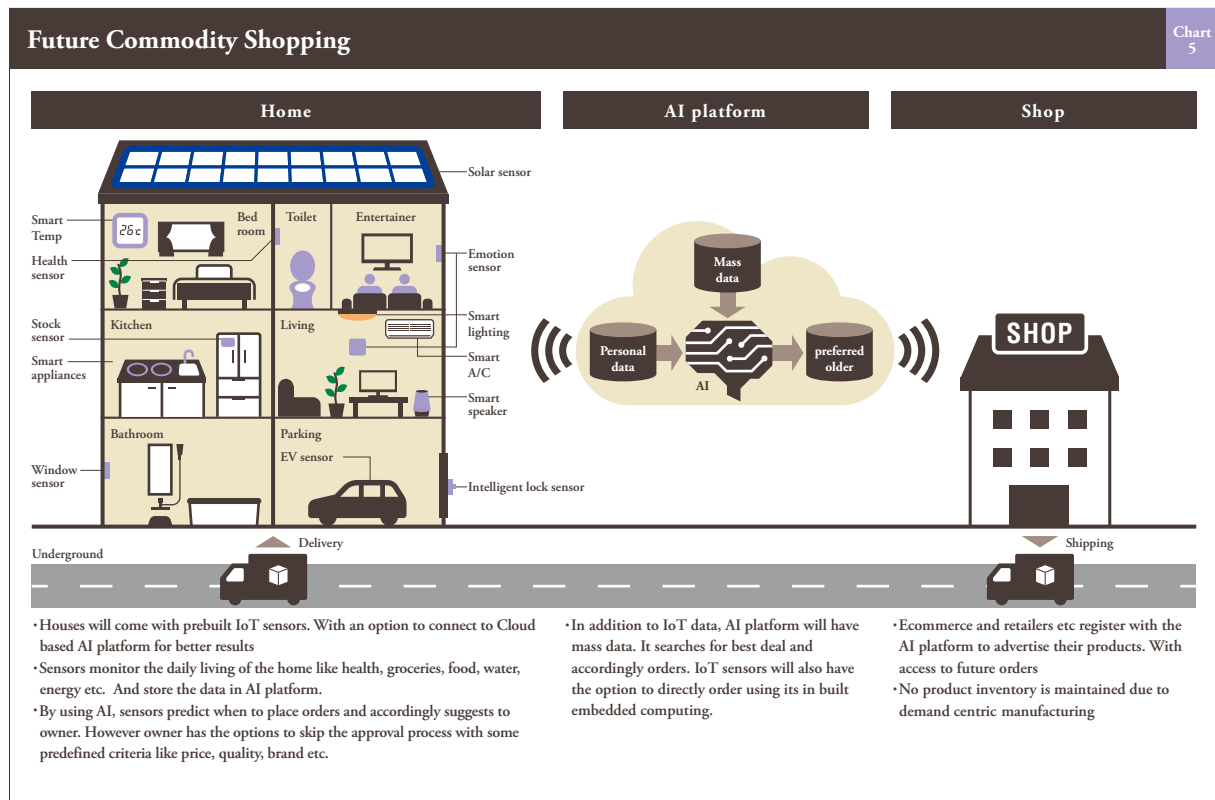 Future Commodity Shopping
Chart
5
Home
AI platform
Shop
Solar sensor
Smart
Temp
26c
Bed
room
Toilet
Entertainer
Health
sensor
Emotion
sensor
Stock
sensor
Kitchen
Living
Smart
lighting
Smart
appliances
Smart
A/C
Smart
speaker
Bathroom
Parking
EV sensor
Window
sensor
Intelligent lock sensor
Mass
data
Personal
data
AI
preferred
older
SHOP
Underground
Delivery
Shipping
・Houses will come with prebuilt IoT sensors. With an option to connect to Cloud
based AI platform for better results
・Sensors monitor the daily living of the home like health, groceries, food, water,
energy etc. And store the data in AI platform.
・By using AI, sensors predict when to place orders and accordingly suggests to
owner. However owner has the options to skip the approval process with some
predefined criteria like price, quality, brand etc.
・In addition to IoT data, AI platform will have
mass data. It searches for best deal and
accordingly orders. IoT sensors will also have
the option to directly order using its in built
embedded computing.
・Ecommerce and retailers etc register with the
AI platform to advertise their products. With
access to future orders
・No product inventory is maintained due to
demand centric manufacturing